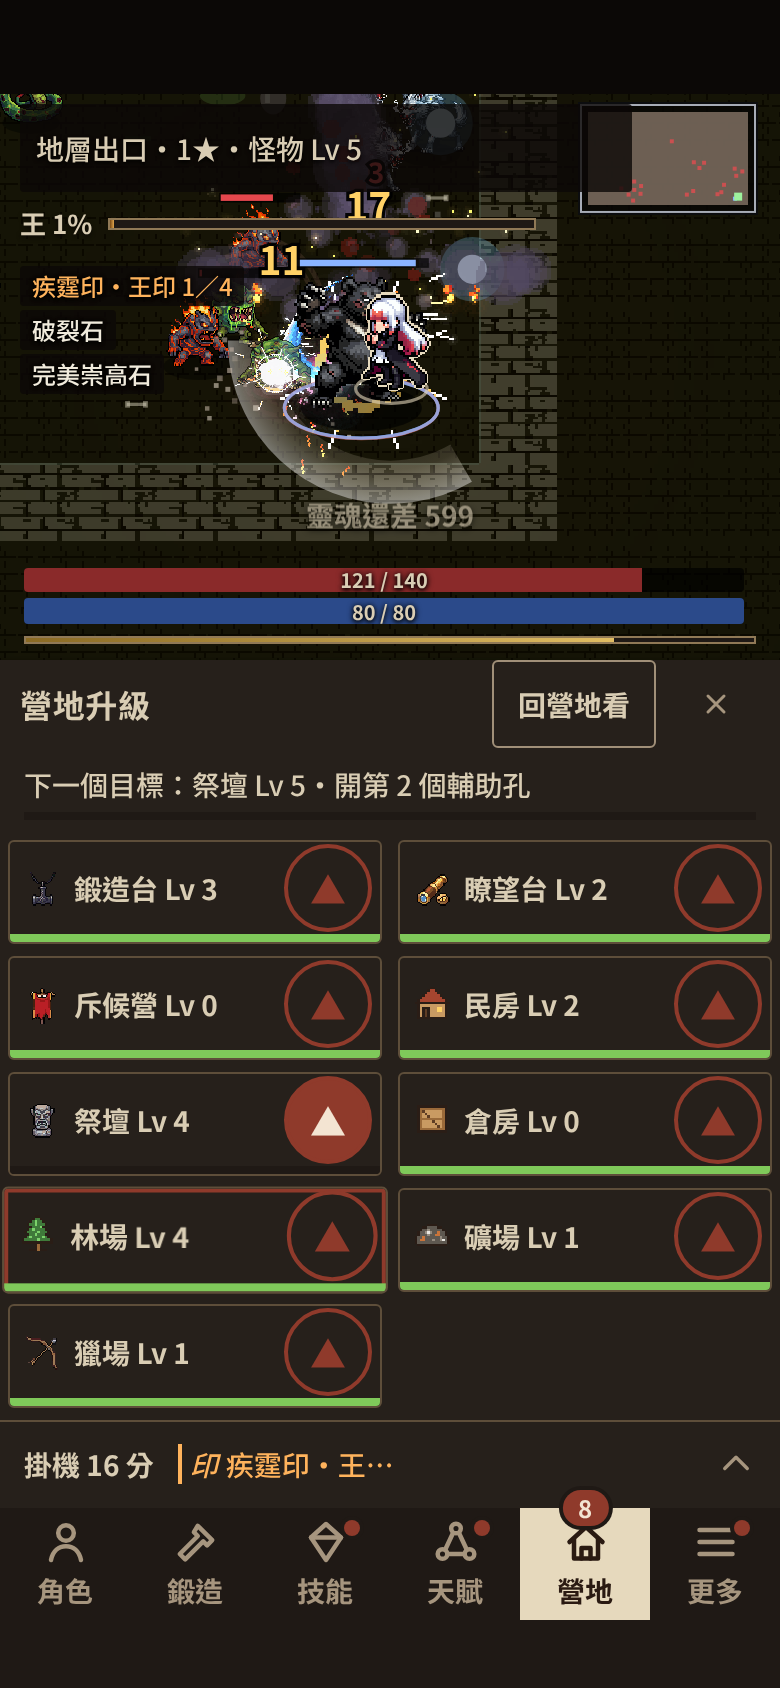 地層出口・1★・怪物 Lv 5
3
17
王 1%
11
疾霆印・王印 1／4
破裂石
完美崇高石
靈魂還差 599
121 / 140
80 / 80
營地升級
回營地看
×
下一個目標：祭壇 Lv 5・開第 2 個輔助孔
鍛造台 Lv 3
瞭望台 Lv 2
斥候營 Lv 0
民房 Lv 2
祭壇 Lv 4
倉房 Lv 0
林場 Lv 4
礦場 Lv 1
獵場 Lv 1
掛機 16 分
印 疾霆印・王…
8
角色
鍛造
技能
天賦
營地
更多